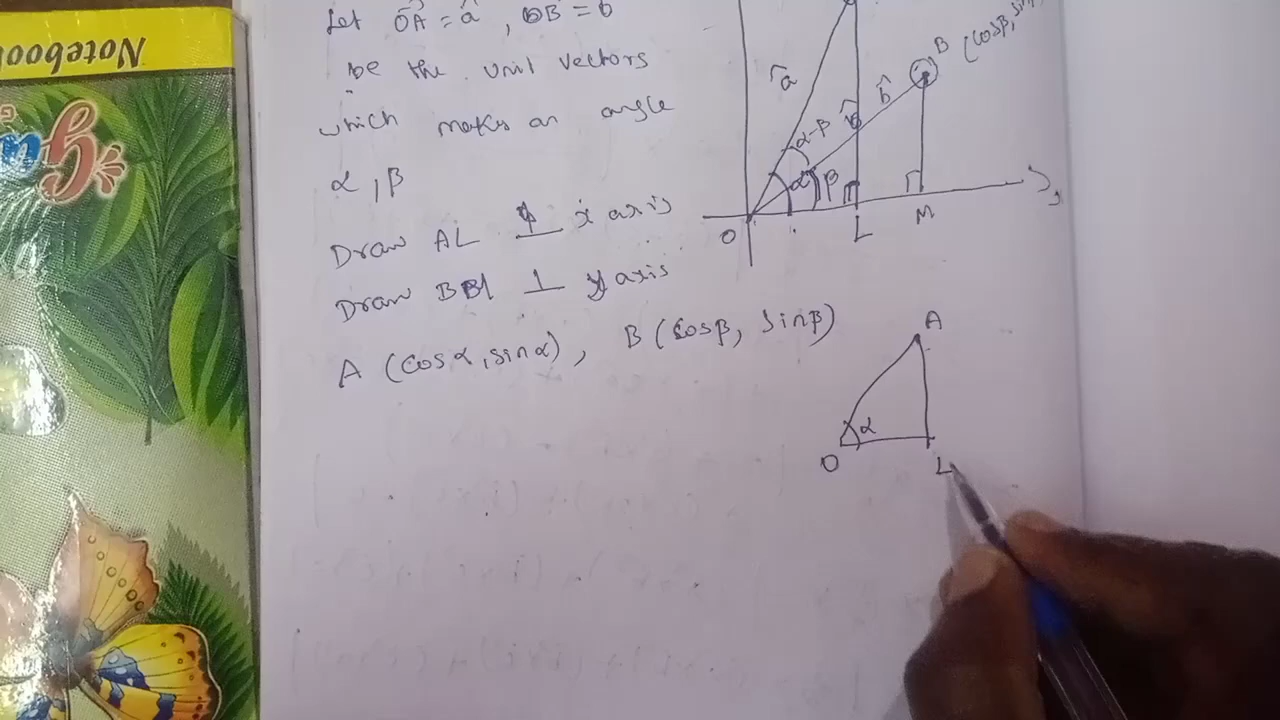 Let OA = â , OB = b
be the unit vectors
which makes an angle
α , β
Draw AL ⊥ x axis
Draw BM ⊥ y axis
A (cosα, sinα) , B (cosβ, sinβ)
â
b̂
B (cosβ, sin
α-β
α
β
O
L
M
A
α
O
L
Notebook